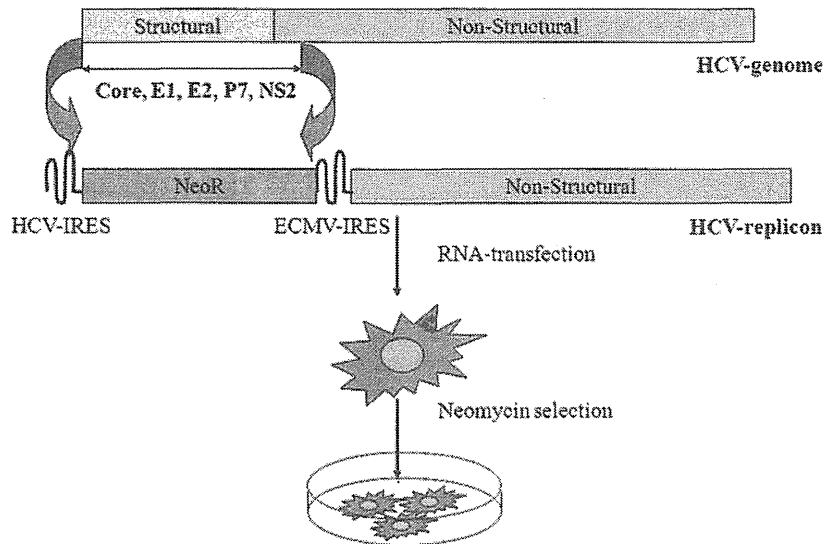 Structural
Non-Structural
HCV-genome
Core, E1, E2, P7, NS2
NeoR
Non-Structural
HCV-IRES
ECMV-IRES
HCV-replicon
RNA-transfection
Neomycin selection